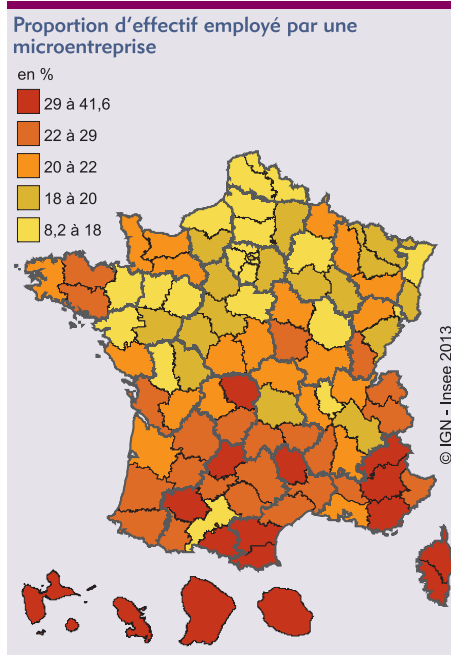 Proportion d'effectif employé par une
microentreprise
en %
29 à 41,6
22 à 29
20 à 22
18 à 20
8,2 à 18
© IGN - Insee 2013